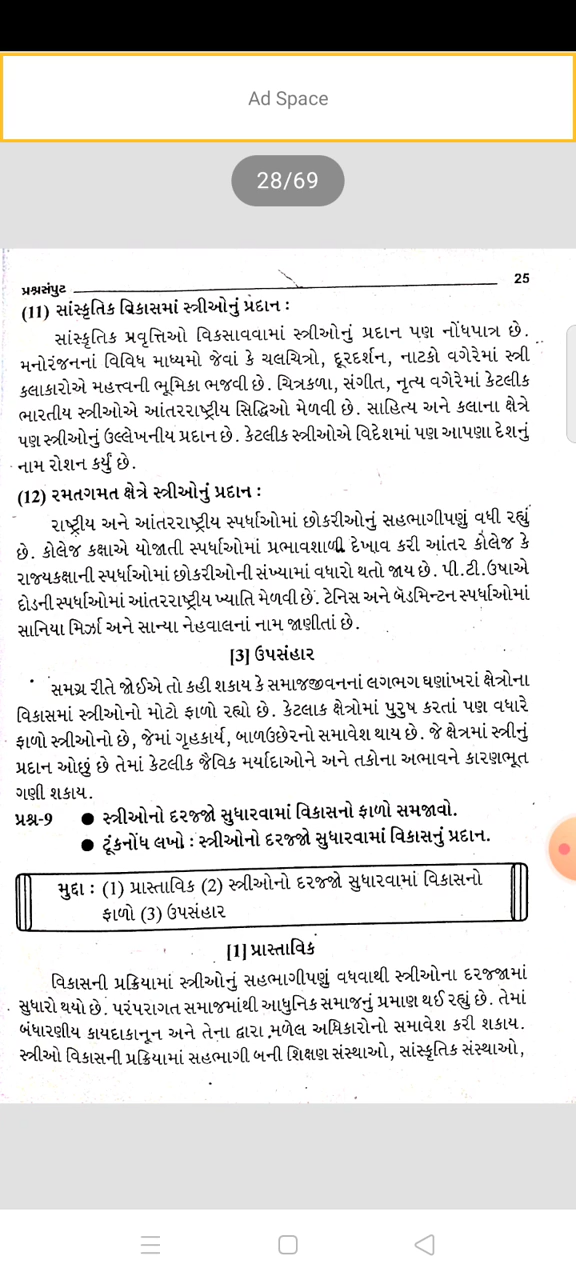 Ad Space
28/69
પ્રશ્નસંપુટ
25
(11) સાંસ્કૃતિક વિકાસમાં સ્ત્રીઓનું પ્રદાન :
સાંસ્કૃતિક પ્રવૃત્તિઓ વિકસાવવામાં સ્ત્રીઓનું પ્રદાન પણ નોંધપાત્ર છે.
મનોરંજનનાં વિવિધ માધ્યમો જેવાં કે ચલચિત્રો, દૂરદર્શન, નાટકો વગેરેમાં સ્ત્રી
કલાકારોએ મહત્ત્વની ભૂમિકા ભજવી છે. ચિત્રકળા, સંગીત, નૃત્ય વગેરેમાં કેટલીક
ભારતીય સ્ત્રીઓએ આંતરરાષ્ટ્રીય સિદ્ધિઓ મેળવી છે. સાહિત્ય અને કલાના ક્ષેત્રે
પણ સ્ત્રીઓનું ઉલ્લેખનીય પ્રદાન છે. કેટલીક સ્ત્રીઓએ વિદેશમાં પણ આપણા દેશનું
નામ રોશન કર્યું છે.
(12) રમતગમત ક્ષેત્રે સ્ત્રીઓનું પ્રદાન :
રાષ્ટ્રીય અને આંતરરાષ્ટ્રીય સ્પર્ધાઓમાં છોકરીઓનું સહભાગીપણું વધી રહ્યું
છે. કોલેજ કક્ષાએ યોજાતી સ્પર્ધાઓમાં પ્રભાવશાળી દેખાવ કરી આંતર કૉલેજ કે
રાજ્યકક્ષાની સ્પર્ધાઓમાં છોકરીઓની સંખ્યામાં વધારો થતો જાય છે. પી.ટી.ઉષાએ
દોડની સ્પર્ધાઓમાં આંતરરાષ્ટ્રીય ખ્યાતિ મેળવી છે. ટેનિસ અને બૅડમિન્ટન સ્પર્ધાઓમાં
સાનિયા મિર્ઝા અને સાન્યા નેહવાલનાં નામ જાણીતાં છે.
[3] ઉપસંહાર
સમગ્ર રીતે જોઈએ તો કહી શકાય કે સમાજજીવનનાં લગભગ ઘણાંખરાં ક્ષેત્રોના
વિકાસમાં સ્ત્રીઓનો મોટો ફાળો રહ્યો છે. કેટલાક ક્ષેત્રોમાં પુરુષ કરતાં પણ વધારે
ફાળો સ્ત્રીઓનો છે, જેમાં ગૃહકાર્ય, બાળઉછેરનો સમાવેશ થાય છે. જે ક્ષેત્રમાં સ્ત્રીનું
પ્રદાન ઓછું છે તેમાં કેટલીક જૈવિક મર્યાદાઓને અને તકોના અભાવને કારણભૂત
ગણી શકાય.
પ્રશ્ન-9 ● સ્ત્રીઓનો દરજ્જો સુધારવામાં વિકાસનો ફાળો સમજાવો.
● ટૂંકનોંધ લખો : સ્ત્રીઓનો દરજ્જો સુધારવામાં વિકાસનું પ્રદાન.
મુદ્દા : (1) પ્રાસ્તાવિક (2) સ્ત્રીઓનો દરજ્જો સુધારવામાં વિકાસનો
ફાળો (3) ઉપસંહાર
[1] પ્રાસ્તાવિક
વિકાસની પ્રક્રિયામાં સ્ત્રીઓનું સહભાગીપણું વધવાથી સ્ત્રીઓના દરજ્જામાં
સુધારો થયો છે. પરંપરાગત સમાજમાંથી આધુનિક સમાજનું પ્રમાણ થઈ રહ્યું છે. તેમાં
બંધારણીય કાયદાકાનૂન અને તેના દ્વારા મળેલ અધિકારોનો સમાવેશ કરી શકાય.
સ્ત્રીઓ વિકાસની પ્રક્રિયામાં સહભાગી બની શિક્ષણ સંસ્થાઓ, સાંસ્કૃતિક સંસ્થાઓ,